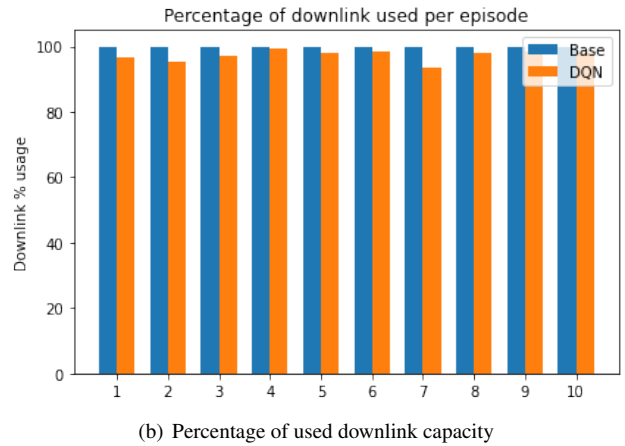 Percentage of downlink used per episode
100
80
60
40
20
0
Downlink % usage
Base
DQN
1 2 3 4 5 6 7 8 9 10
(b) Percentage of used downlink capacity